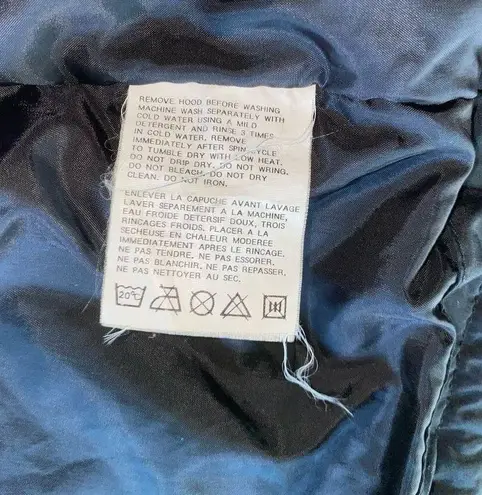 REMOVE HOOD BEFORE WASHING
MACHINE WASH SEPARATELY WITH
COLD WATER USING A MILD
DETERGENT AND RINSE 3 TIMES
IN COLD WATER. REMOVE
IMMEDIATELY AFTER SPIN CYCLE
TO TUMBLE DRY WITH LOW HEAT.
DO NOT DRIP DRY. DO NOT WRING.
DO NOT BLEACH. DO NOT DRY
CLEAN. DO NOT IRON.
ENLEVER LA CAPUCHE AVANT LAVAGE
LAVER SEPAREMENT A LA MACHINE,
EAU FROIDE DETERSIF DOUX, TROIS
RINCAGES FROIDS. PLACER A LA
SECHEUSE EN CHALEUR MODEREE
IMMEDIATEMENT APRÈS LE RINCAGE.
NE PAS TENDRE. NE PAS ESSORER.
NE PAS BLANCHIR. NE PAS REPASSER.
NE PAS NETTOYER AU SEC.
20°C